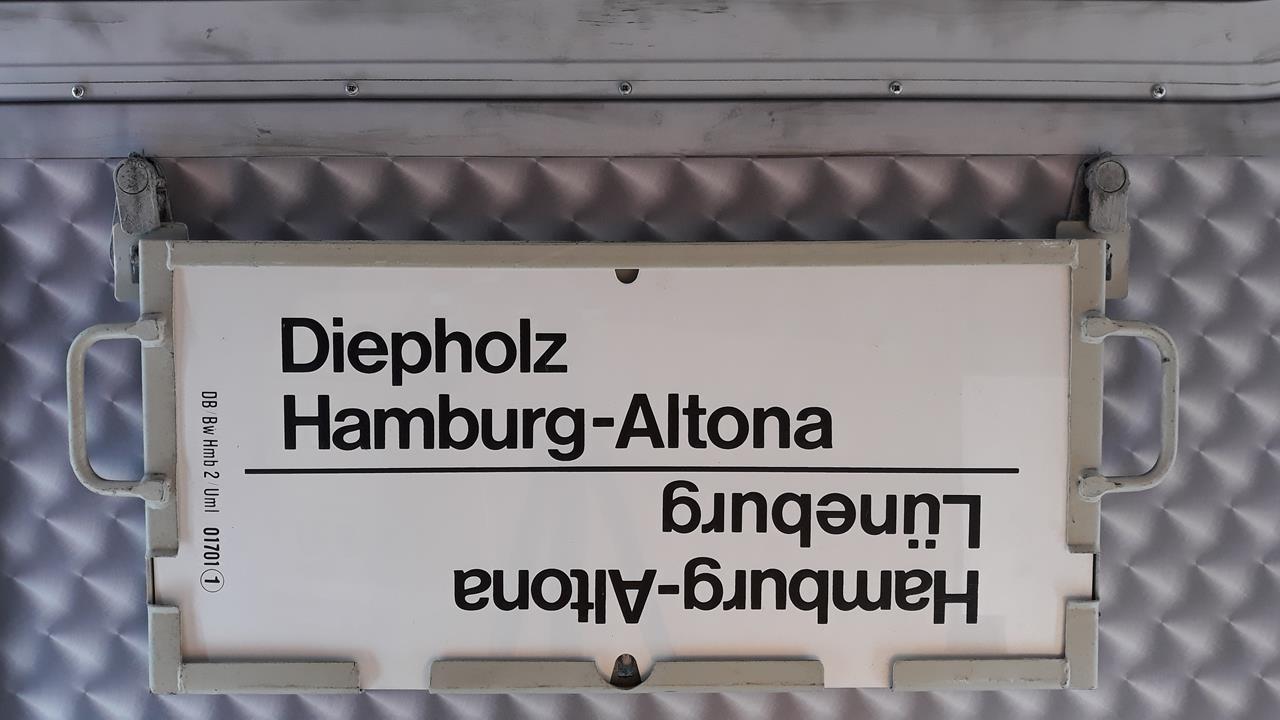 Diepholz
Hamburg-Altona
Hamburg-Altona
Lüneburg
DB Bw Hmb 2 Uml 01701 1